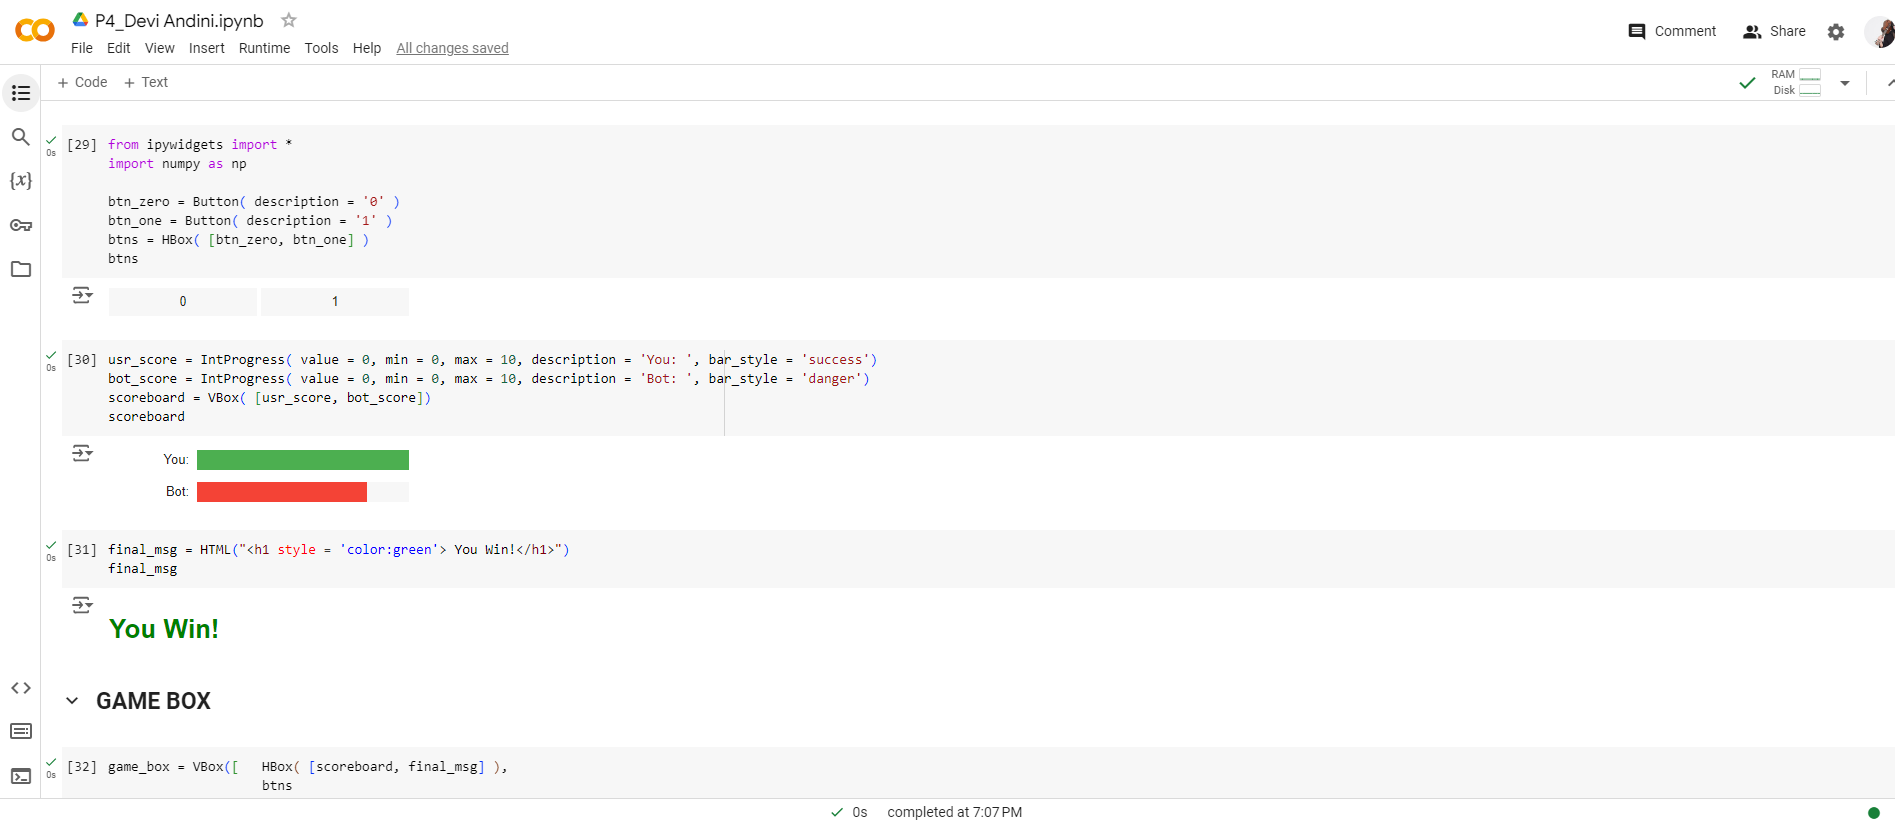 P4_Devi Andini.ipynb
File Edit View Insert Runtime Tools Help All changes saved
Comment Share
+ Code + Text
RAM
Disk
0s
[29] from ipywidgets import *
import numpy as np
btn_zero = Button( description = '0' )
btn_one = Button( description = '1' )
btns = HBox( [btn_zero, btn_one] )
btns
0 1
0s
[30] usr_score = IntProgress( value = 0, min = 0, max = 10, description = 'You: ', bar_style = 'success')
bot_score = IntProgress( value = 0, min = 0, max = 10, description = 'Bot: ', bar_style = 'danger')
scoreboard = VBox( [usr_score, bot_score])
scoreboard
You:
Bot:
0s
[31] final_msg = HTML("<h1 style = 'color:green'> You Win!</h1>")
final_msg
You Win!
GAME BOX
0s
[32] game_box = VBox([ HBox( [scoreboard, final_msg] ),
btns
0s completed at 7:07 PM